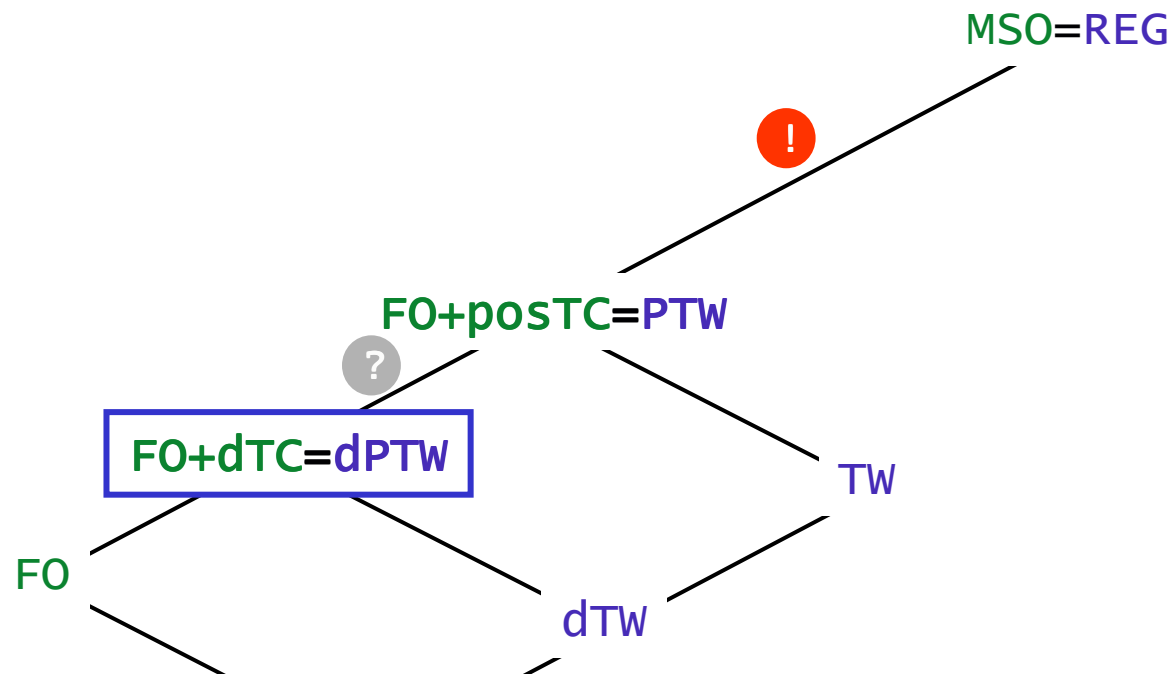 MSO=REG
!
FO+posTC=PTW
?
FO+dTC=dPTW
TW
FO
dTW